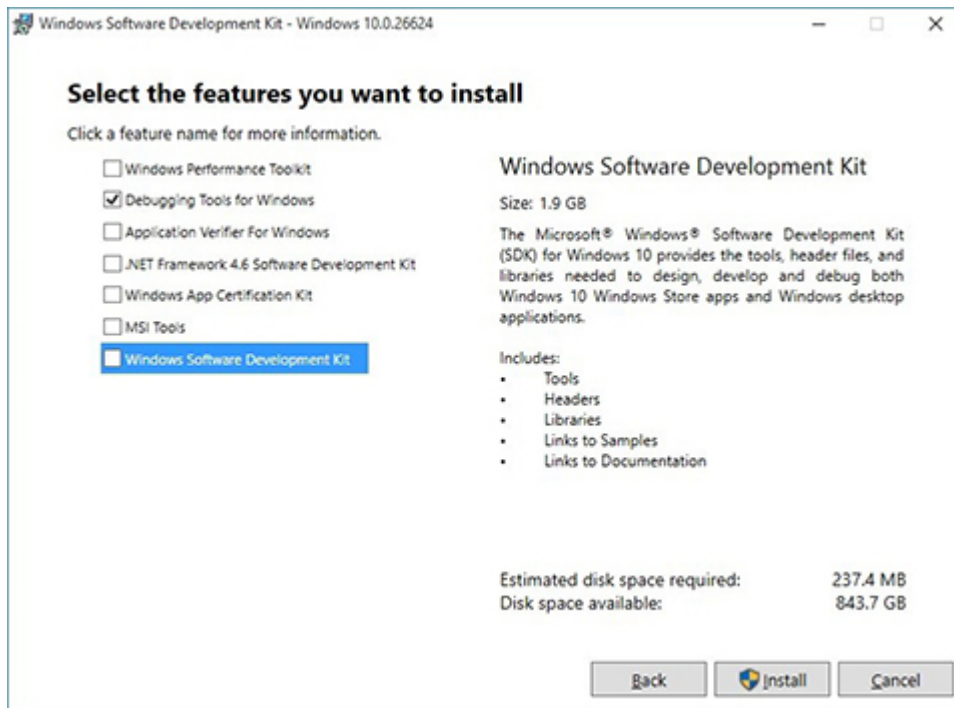 Windows Software Development Kit - Windows 10.0.26624
Select the features you want to install
Click a feature name for more information.
Windows Performance Toolkit
Debugging Tools for Windows
Application Verifier For Windows
.NET Framework 4.6 Software Development Kit
Windows App Certification Kit
MSI Tools
Windows Software Development Kit
Windows Software Development Kit
Size: 1.9 GB
The Microsoft® Windows® Software Development Kit
(SDK) for Windows 10 provides the tools, header files, and
libraries needed to design, develop and debug both
Windows 10 Windows Store apps and Windows desktop
applications.
Includes:
• Tools
• Headers
• Libraries
• Links to Samples
• Links to Documentation
Estimated disk space required: 237.4 MB
Disk space available: 843.7 GB
Back Install Cancel